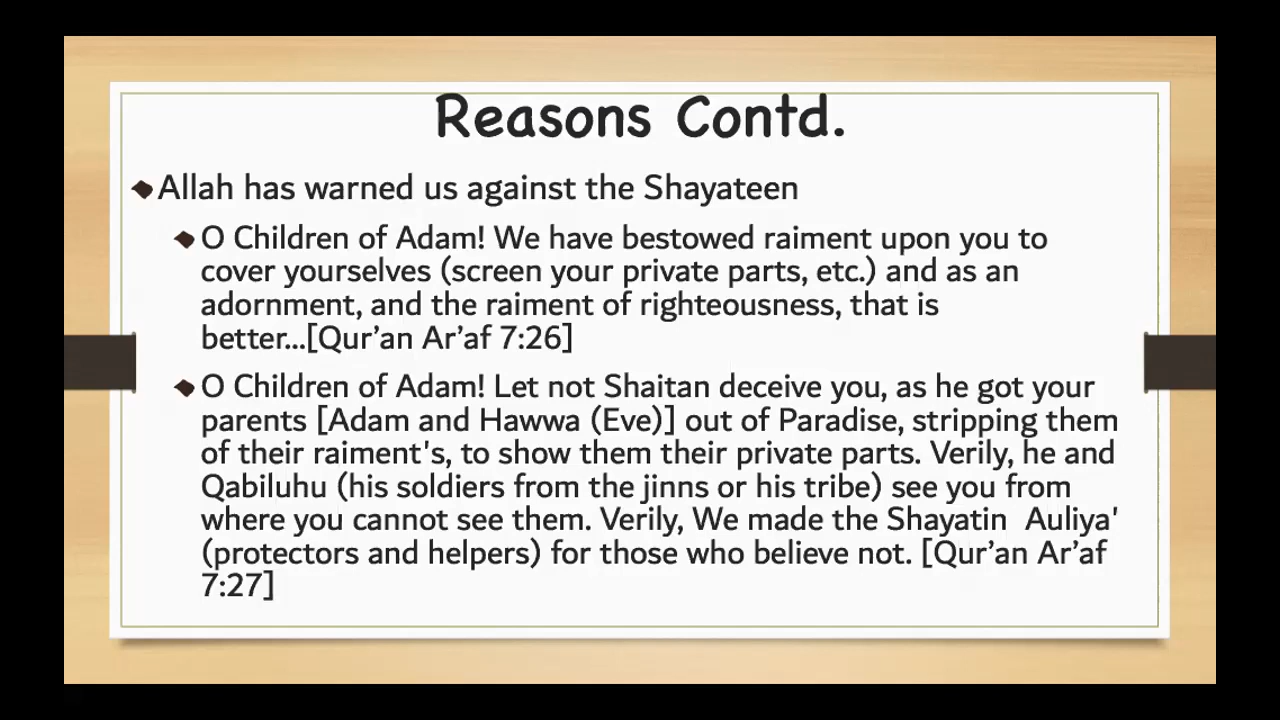 Reasons Contd.
Allah has warned us against the Shayateen
O Children of Adam! We have bestowed raiment upon you to
cover yourselves (screen your private parts, etc.) and as an
adornment, and the raiment of righteousness, that is
better...[Qur’an Ar’af 7:26]
O Children of Adam! Let not Shaitan deceive you, as he got your
parents [Adam and Hawwa (Eve)] out of Paradise, stripping them
of their raiment's, to show them their private parts. Verily, he and
Qabiluhu (his soldiers from the jinns or his tribe) see you from
where you cannot see them. Verily, We made the Shayatin  Auliya'
(protectors and helpers) for those who believe not. [Qur’an Ar’af
7:27]